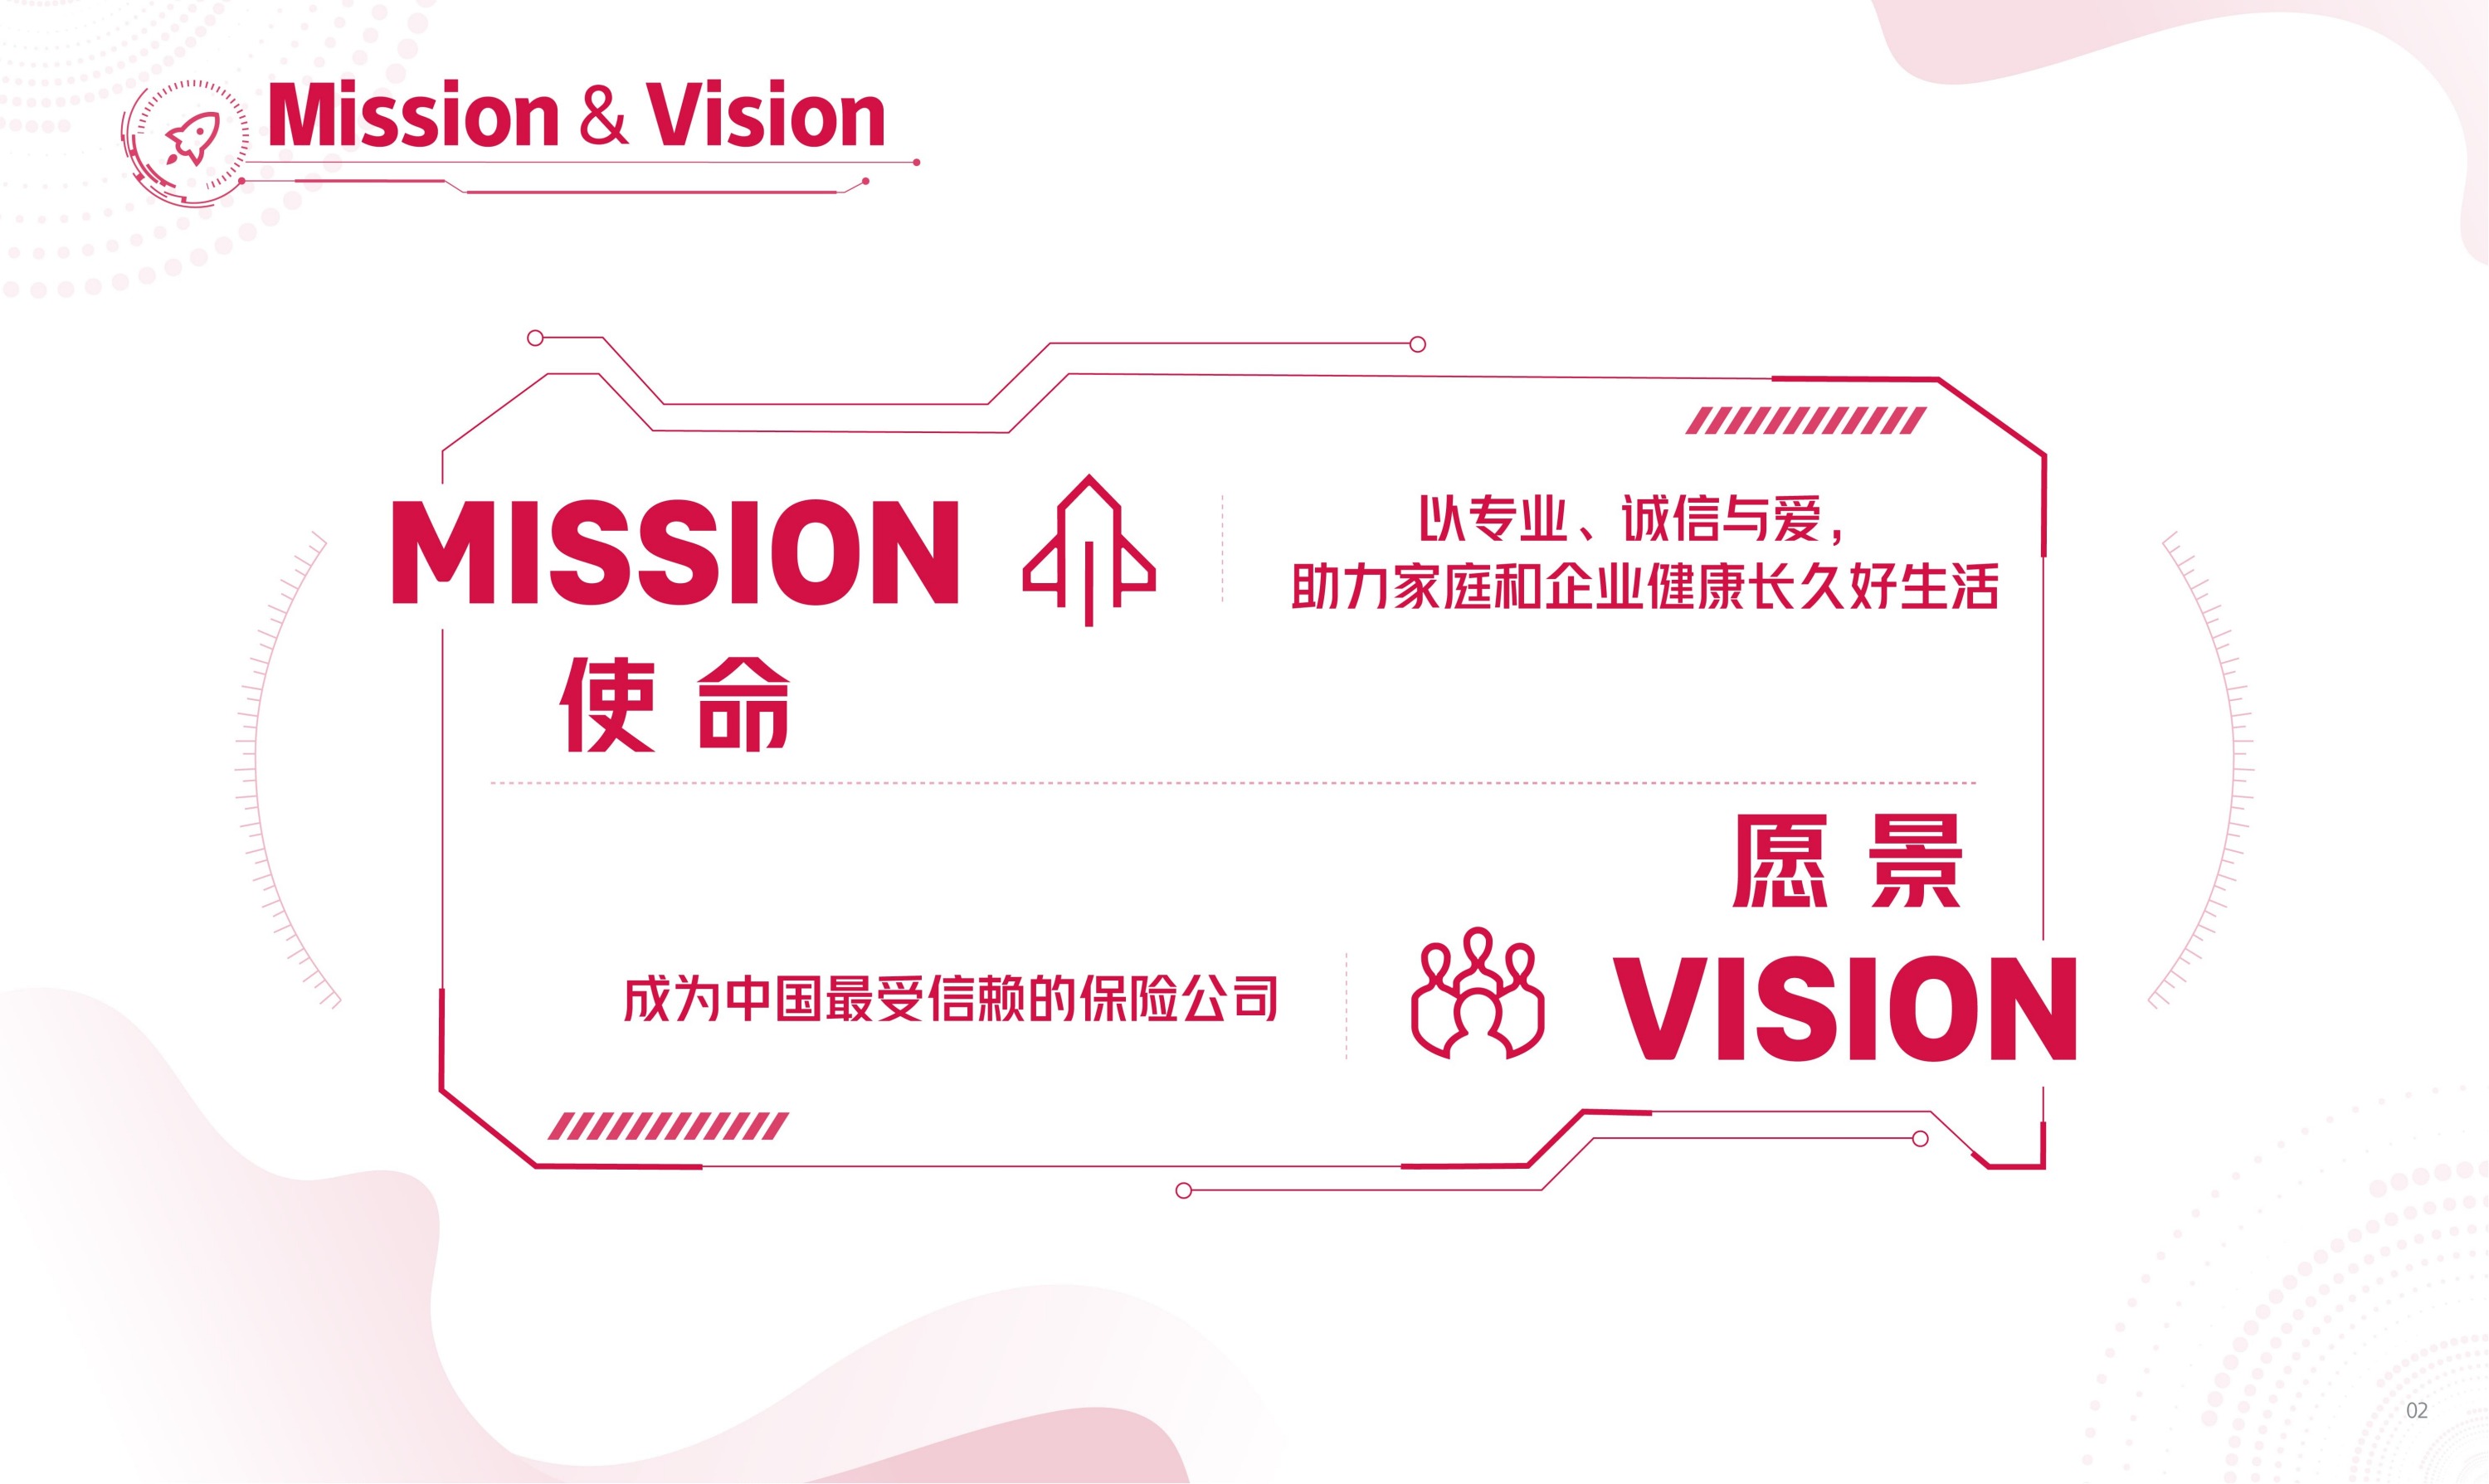 Mission & Vision
MISSION
使命
以专业、诚信与爱，
助力家庭和企业健康长久好生活
愿景
VISION
成为中国最受信赖的保险公司
02